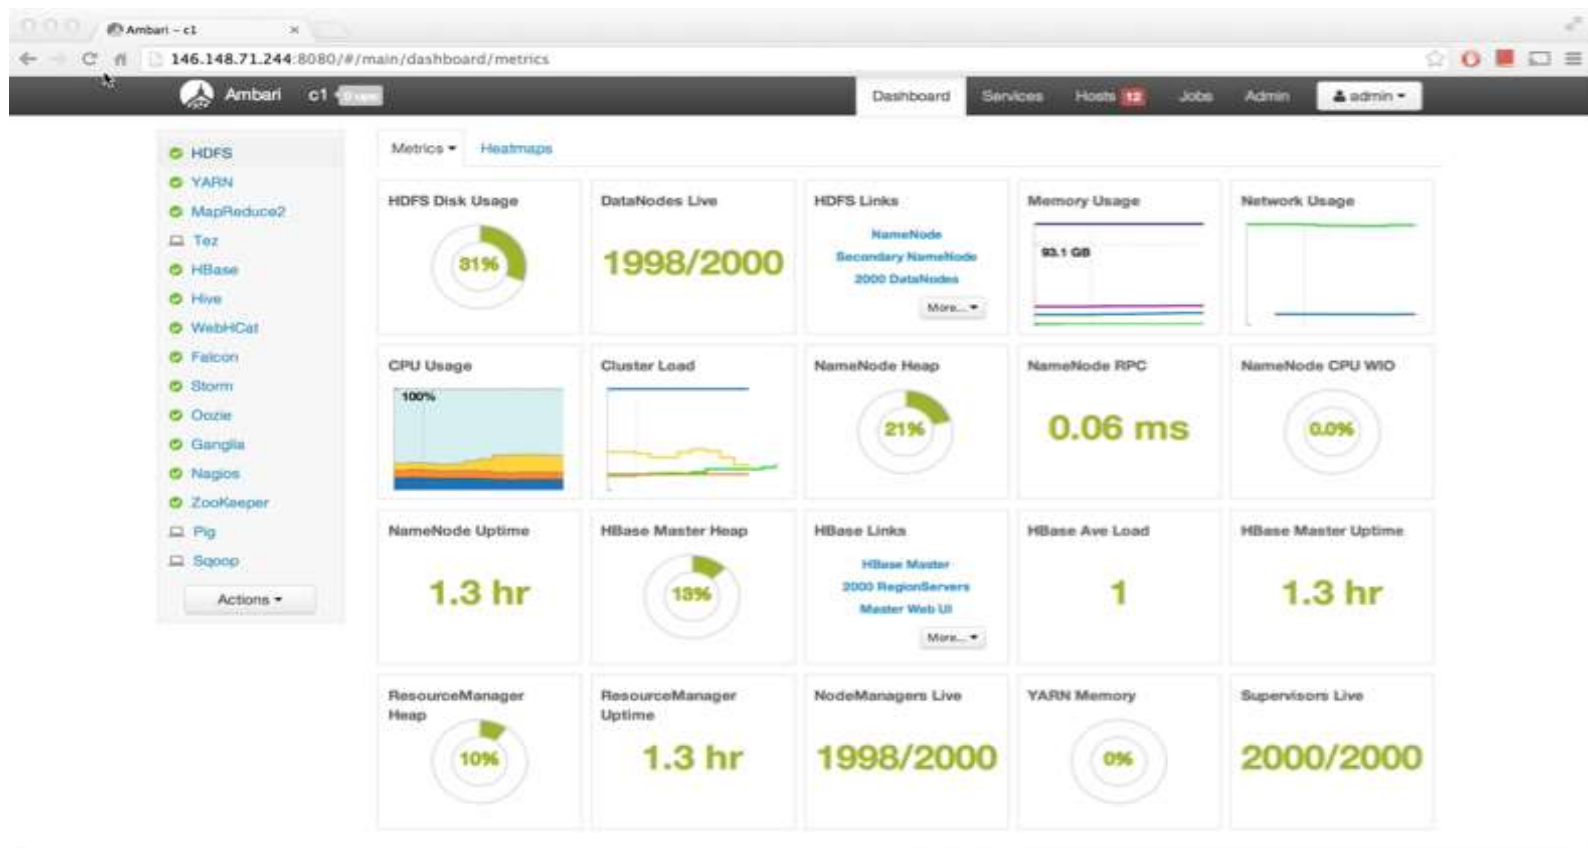 Ambari – c1
146.148.71.244:8080/#/main/dashboard/metrics
Ambari c1 0 ops Dashboard Services Hosts 12 Jobs Admin admin
HDFS
YARN
MapReduce2
Tez
HBase
Hive
WebHCat
Falcon
Storm
Oozie
Ganglia
Nagios
ZooKeeper
Pig
Sqoop
Actions
Metrics Heatmaps
HDFS Disk Usage
31%
DataNodes Live
1998/2000
HDFS Links
NameNode
Secondary NameNode
2000 DataNodes
More...
Memory Usage
93.1 GB
Network Usage
CPU Usage
100%
Cluster Load
NameNode Heap
21%
NameNode RPC
0.06 ms
NameNode CPU WIO
0.0%
NameNode Uptime
1.3 hr
HBase Master Heap
13%
HBase Links
HBase Master
2000 RegionServers
Master Web UI
More...
HBase Ave Load
1
HBase Master Uptime
1.3 hr
ResourceManager
Heap
10%
ResourceManager
Uptime
1.3 hr
NodeManagers Live
1998/2000
YARN Memory
0%
Supervisors Live
2000/2000